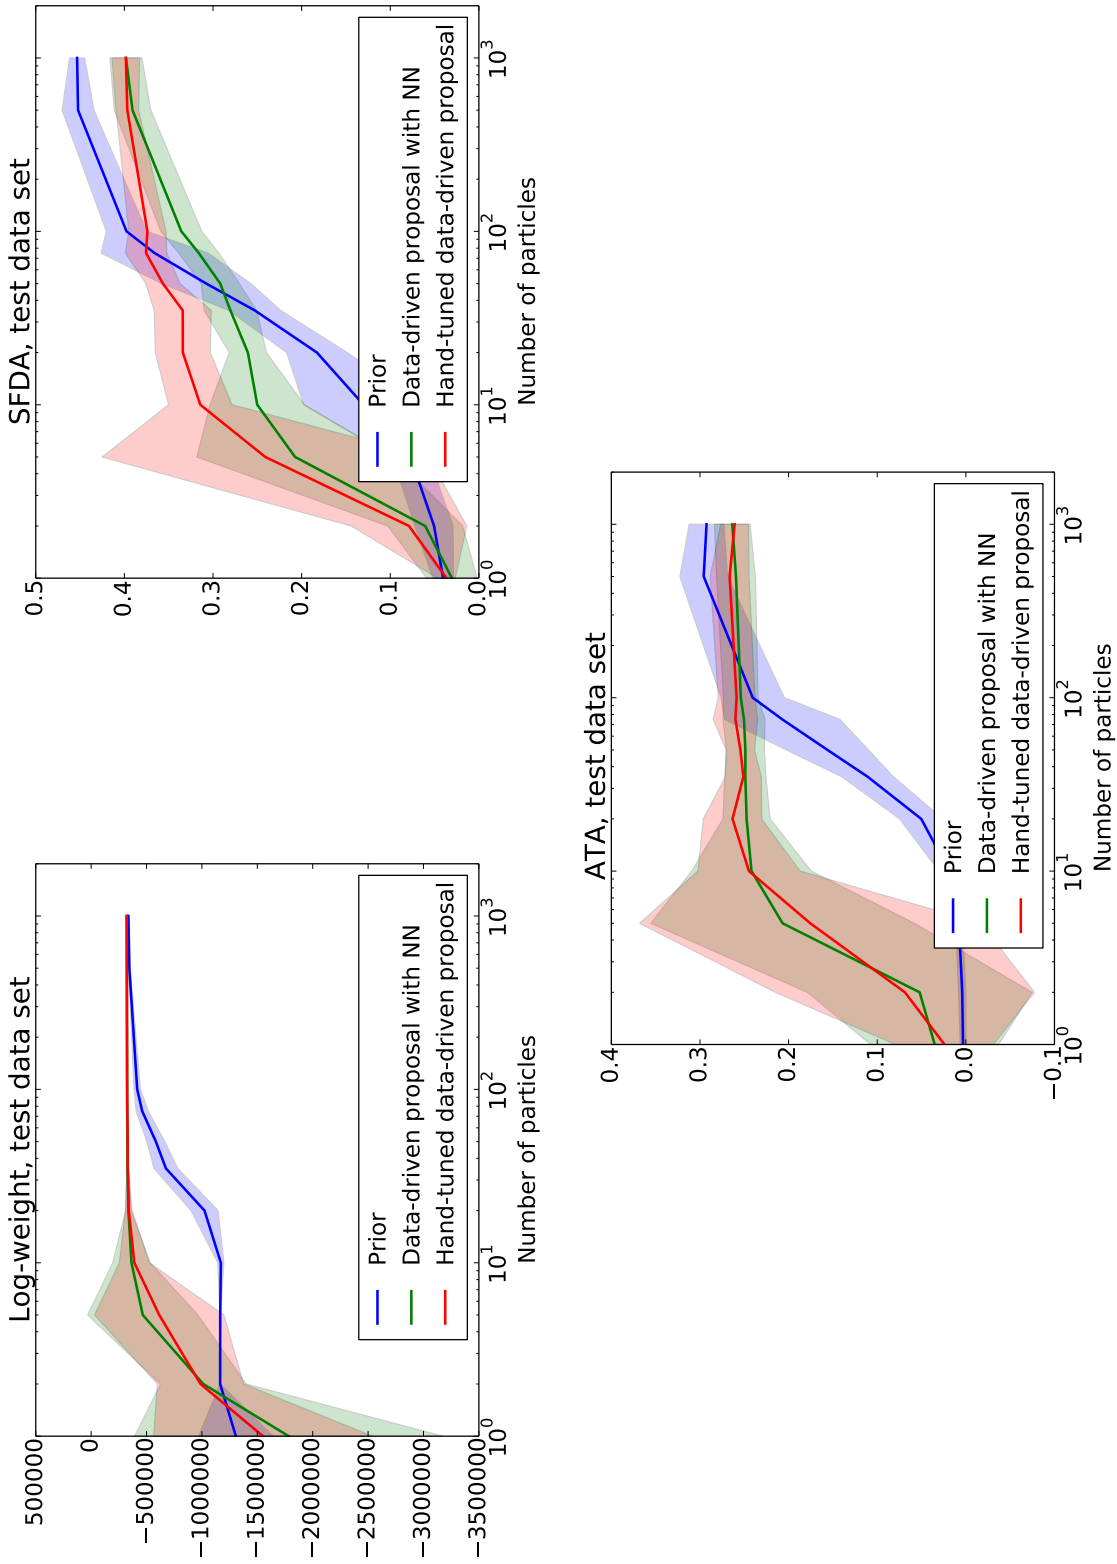 Log-weight, test data set
500000
0
−500000
−1000000
−1500000
−2000000
−2500000
−3000000
−3500000
10^0
10^1
10^2
10^3
Number of particles
Prior
Data-driven proposal with NN
Hand-tuned data-driven proposal
SFDA, test data set
0.5
0.4
0.3
0.2
0.1
0.0
10^0
10^1
10^2
10^3
Number of particles
Prior
Data-driven proposal with NN
Hand-tuned data-driven proposal
ATA, test data set
0.4
0.3
0.2
0.1
0.0
−0.1
10^0
10^1
10^2
10^3
Number of particles
Prior
Data-driven proposal with NN
Hand-tuned data-driven proposal